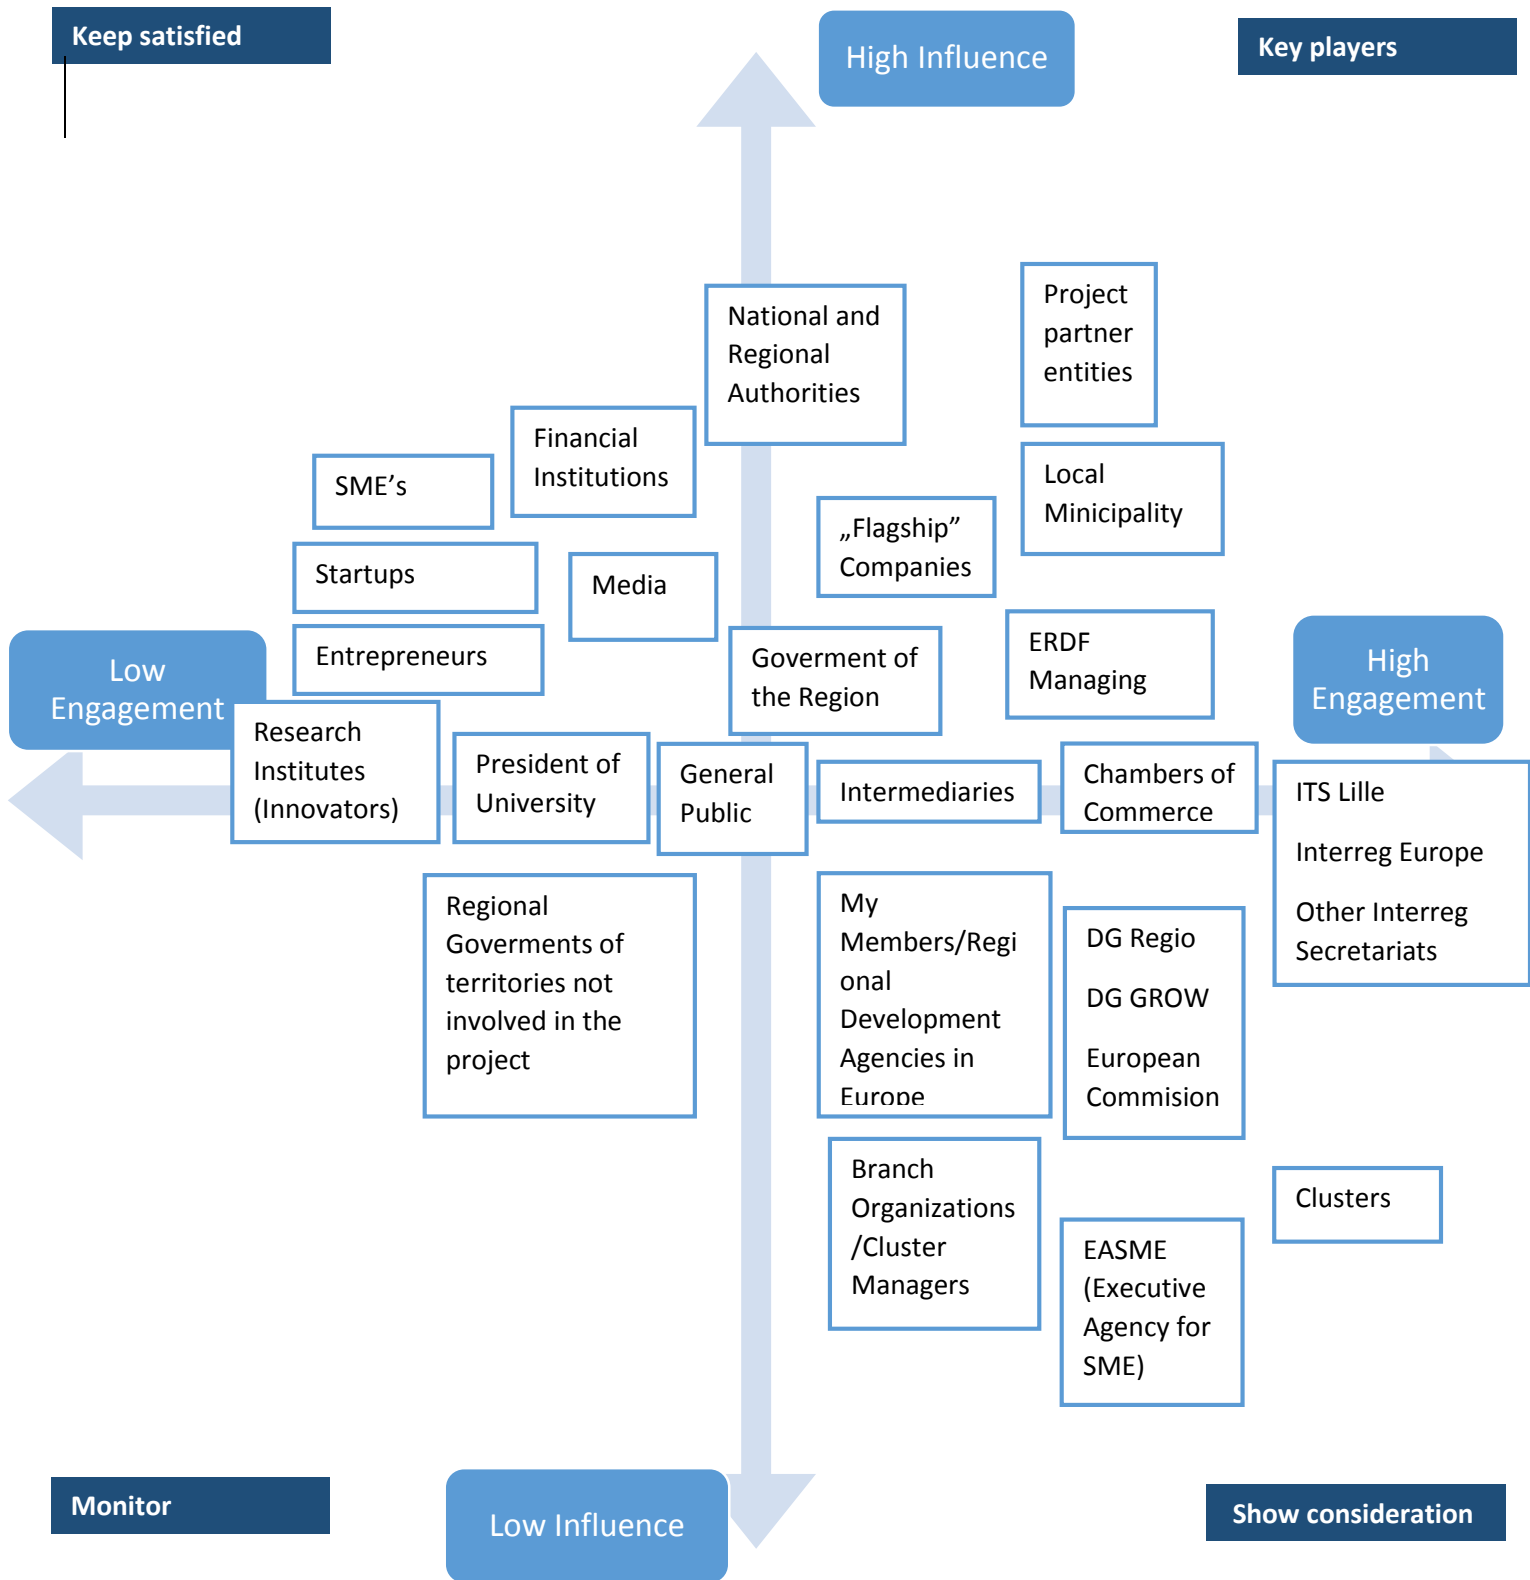 Keep satisfied
High Influence
Key players
National and
Regional
Authorities
Project
partner
entities
Financial
Institutions
SME's
Local
Minicipality
„Flagship”
Companies
Startups
Media
Entrepreneurs
Goverment of
the Region
ERDF
Managing
Low
Engagement
High
Engagement
Research
Institutes
(Innovators)
President of
University
General
Public
Intermediaries
Chambers of
Commerce
ITS Lille
Interreg Europe
Other Interreg
Secretariats
Regional
Goverments of
territories not
involved in the
project
My
Members/Regi
onal
Development
Agencies in
Europe
DG Regio
DG GROW
European
Commision
Branch
Organizations
/Cluster
Managers
EASME
(Executive
Agency for
SME)
Clusters
Monitor
Low Influence
Show consideration